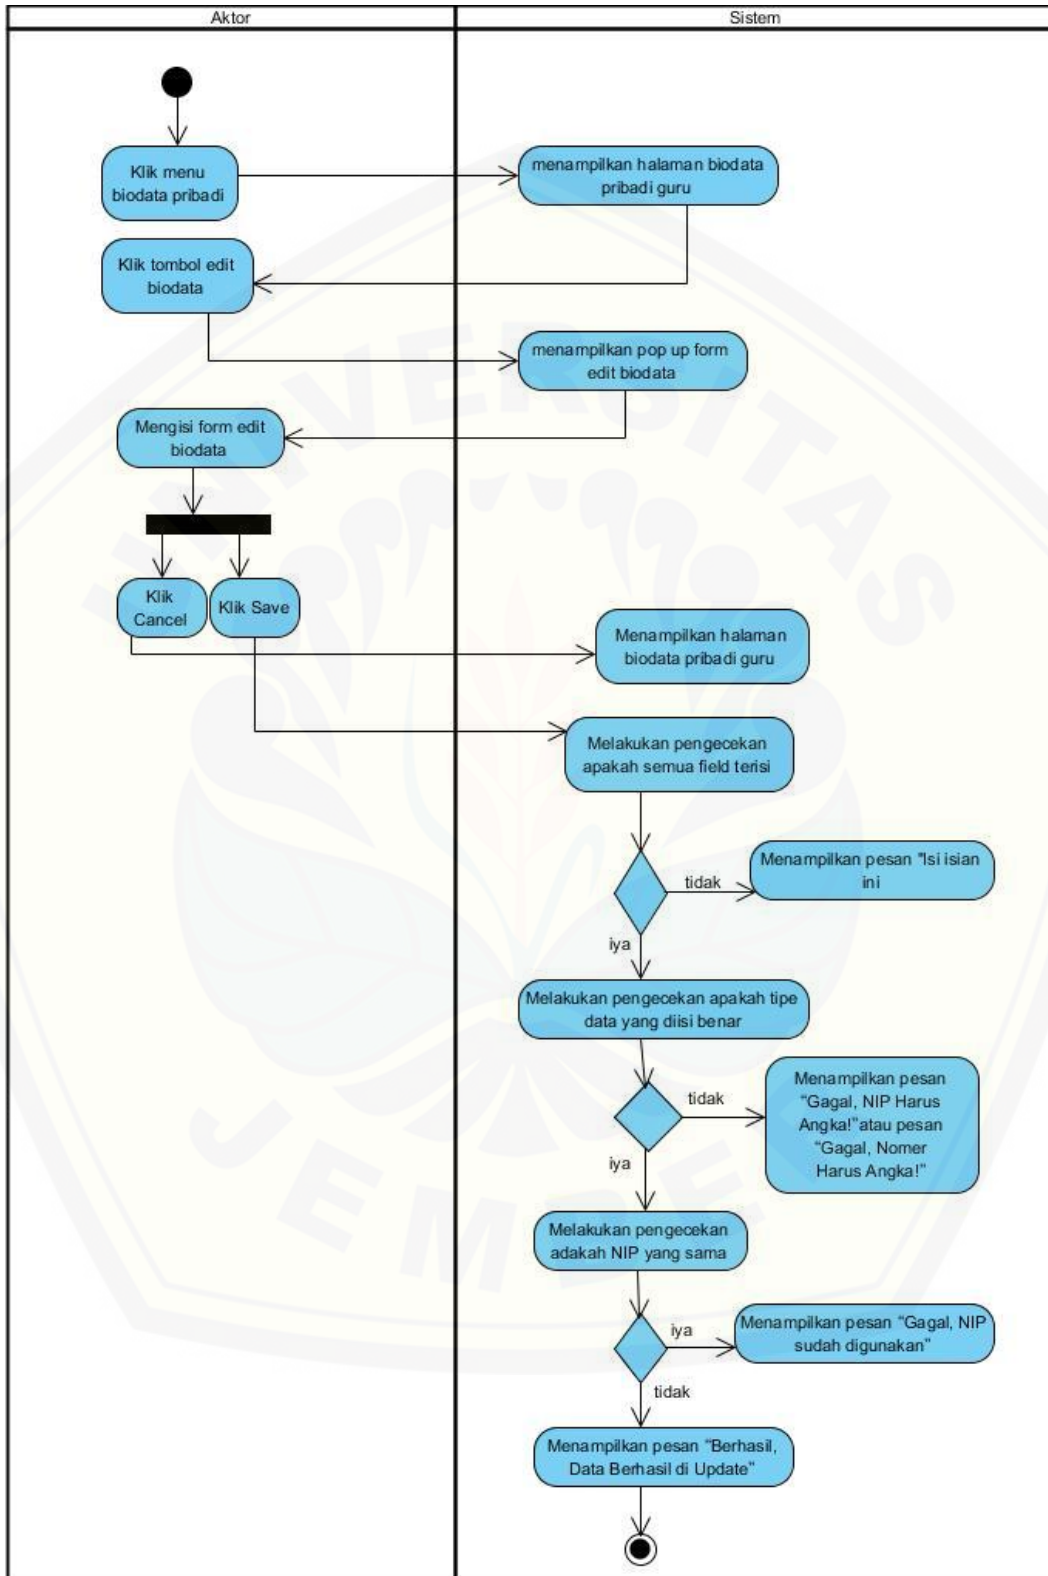 Aktor
Sistem
Klik menu
biodata pribadi
menampilkan halaman biodata
pribadi guru
Klik tombol edit
biodata
menampilkan pop up form
edit biodata
Mengisi form edit
biodata
Klik
Cancel
Klik Save
Menampilkan halaman
biodata pribadi guru
Melakukan pengecekan
apakah semua field terisi
Menampilkan pesan "Isi isian
ini
tidak
iya
Melakukan pengecekan apakah tipe
data yang diisi benar
Menampilkan pesan
“Gagal, NIP Harus
Angka!”atau pesan
“Gagal, Nomer
Harus Angka!”
tidak
iya
Melakukan pengecekan
adakah NIP yang sama
Menampilkan pesan “Gagal, NIP
sudah digunakan”
iya
tidak
Menampilkan pesan “Berhasil,
Data Berhasil di Update”
UNIVERSITAS
JEMBER